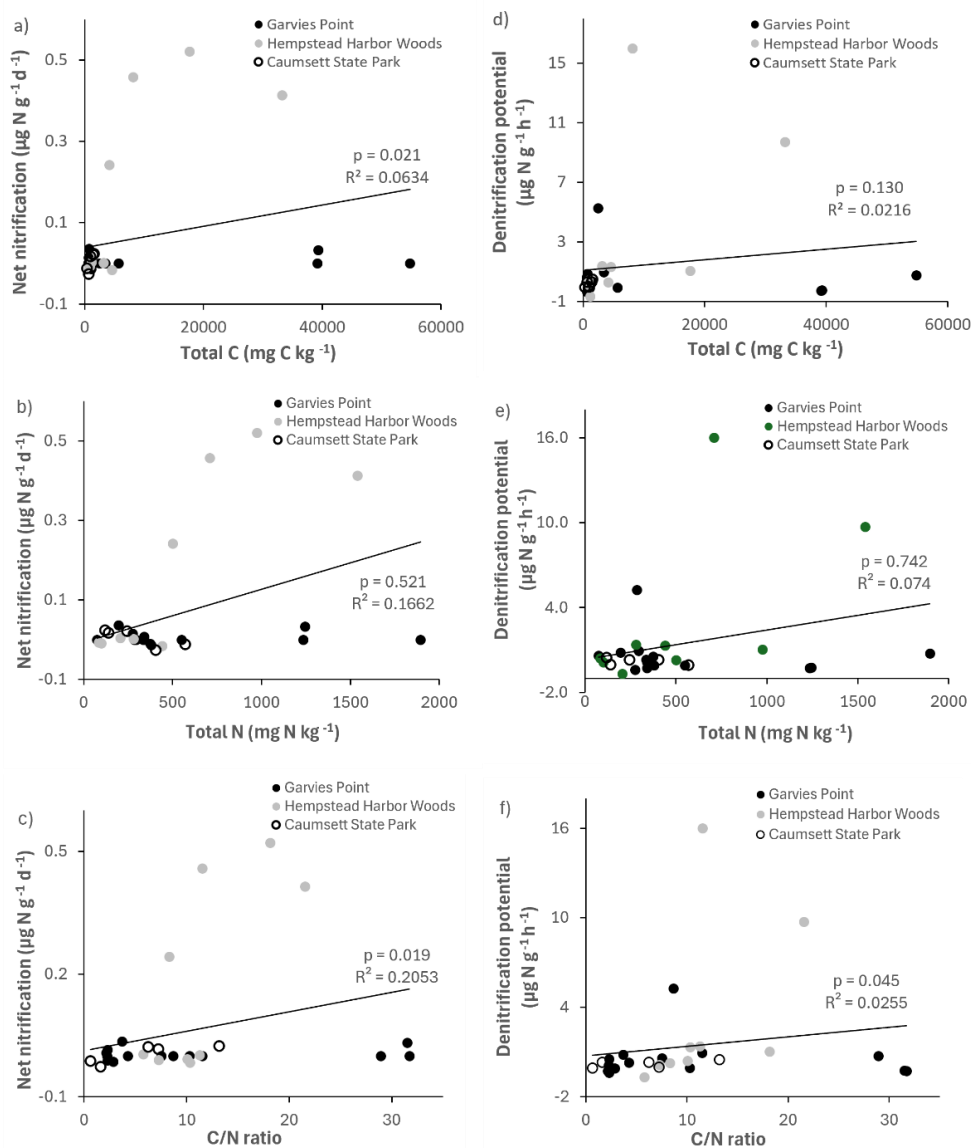 a)
Garvies Point
Hempstead Harbor Woods
Caumsett State Park
Net nitrification (µg N g⁻¹ d⁻¹)
0.5
0.3
0.1
-0.1
p = 0.021
R² = 0.0634
0
20000
40000
60000
Total C (mg C kg⁻¹)
d)
Garvies Point
Hempstead Harbor Woods
Caumsett State Park
Denitrification potential
(µg N g⁻¹ h⁻¹)
15
11
7
3
-1
p = 0.130
R² = 0.0216
0
20000
40000
60000
Total C (mg C kg⁻¹)
b)
Garvies Point
Hempstead Harbor Woods
Caumsett State Park
Net nitrification (µg N g⁻¹ d⁻¹)
0.5
0.3
0.1
-0.1
p = 0.521
R² = 0.1662
0
500
1000
1500
2000
Total N (mg N kg⁻¹)
e)
Garvies Point
Hempstead Harbor Woods
Caumsett State Park
Denitrification potential
(µg N g⁻¹h⁻¹)
16.0
10.0
4.0
-2.0
p = 0.742
R² = 0.074
0
500
1000
1500
2000
Total N (mg N kg⁻¹)
c)
Garvies Point
Hempstead Harbor Woods
Caumsett State Park
Net nitrification (µg N g⁻¹ d⁻¹)
0.5
0.2
-0.1
p = 0.019
R² = 0.2053
0
10
20
30
C/N ratio
f)
Garvies Point
Hempstead Harbor Woods
Caumsett State Park
Denitrification potential
(µg N g⁻¹h⁻¹)
16
10
4
-2
p = 0.045
R² = 0.0255
0
10
20
30
C/N ratio